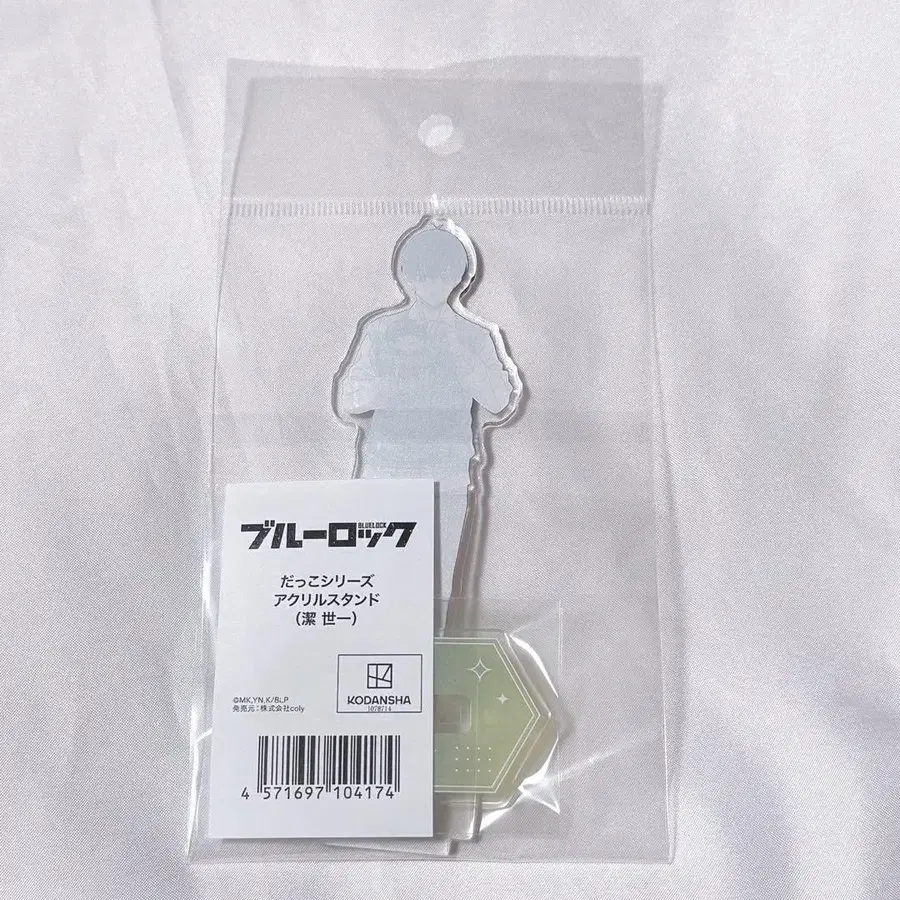 ブルーロック
BLUELOCK
だっこシリーズ
アクリルスタンド
(潔 世一)
©MK,YN,K/BLP
発売元:株式会社coly
KODANSHA
1078714
4 571697 104174